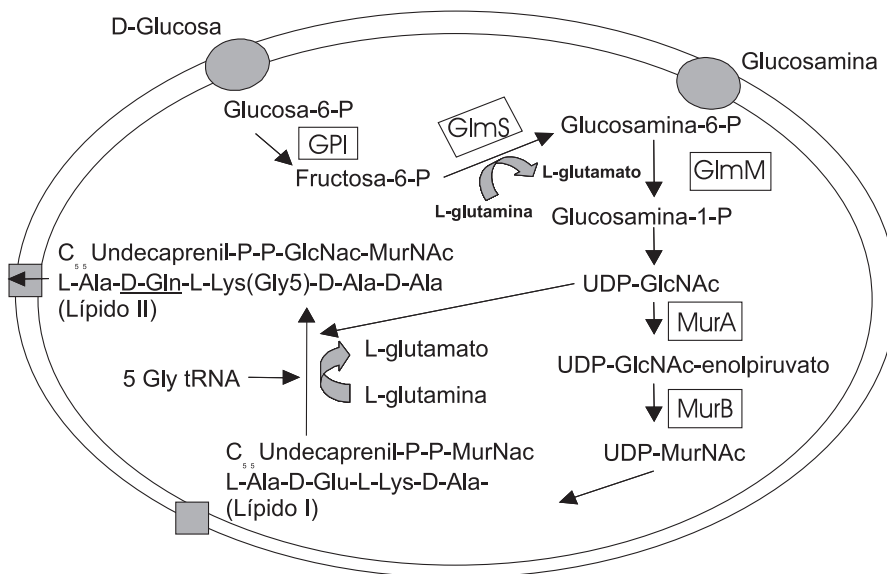 D-Glucosa
Glucosamina
Glucosa-6-P
GPI
Fructosa-6-P
GlmS
L-glutamina
L-glutamato
Glucosamina-6-P
GlmM
Glucosamina-1-P
UDP-GlcNAc
MurA
UDP-GlcNAc-enolpiruvato
MurB
UDP-MurNAc
C₅₅ Undecaprenil-P-P-GlcNac-MurNAc
L-Ala-D-Gln-L-Lys(Gly5)-D-Ala-D-Ala
(Lípido II)
L-glutamato
5 Gly tRNA
L-glutamina
C₅₅ Undecaprenil-P-P-MurNac
L-Ala-D-Glu-L-Lys-D-Ala-
(Lípido I)